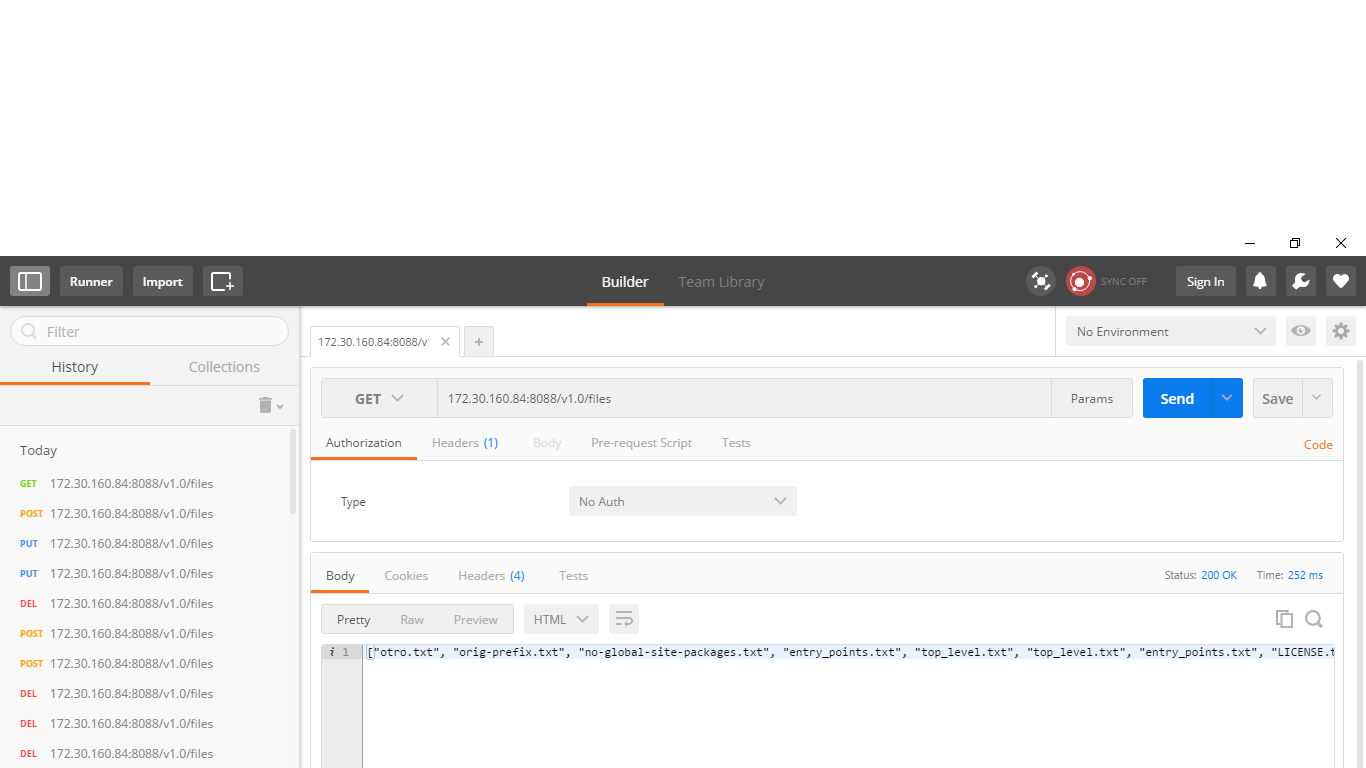 Runner Import Builder Team Library SYNC OFF Sign In
Filter
History Collections
Today
GET 172.30.160.84:8088/v1.0/files
POST 172.30.160.84:8088/v1.0/files
PUT 172.30.160.84:8088/v1.0/files
PUT 172.30.160.84:8088/v1.0/files
DEL 172.30.160.84:8088/v1.0/files
POST 172.30.160.84:8088/v1.0/files
POST 172.30.160.84:8088/v1.0/files
DEL 172.30.160.84:8088/v1.0/files
DEL 172.30.160.84:8088/v1.0/files
DEL 172.30.160.84:8088/v1.0/files
172.30.160.84:8088/v
No Environment
GET 172.30.160.84:8088/v1.0/files Params Send Save
Authorization Headers (1) Body Pre-request Script Tests Code
Type No Auth
Body Cookies Headers (4) Tests Status: 200 OK Time: 252 ms
Pretty Raw Preview HTML
i 1 ["otro.txt", "orig-prefix.txt", "no-global-site-packages.txt", "entry_points.txt", "top_level.txt", "top_level.txt", "entry_points.txt", "LICENSE.t